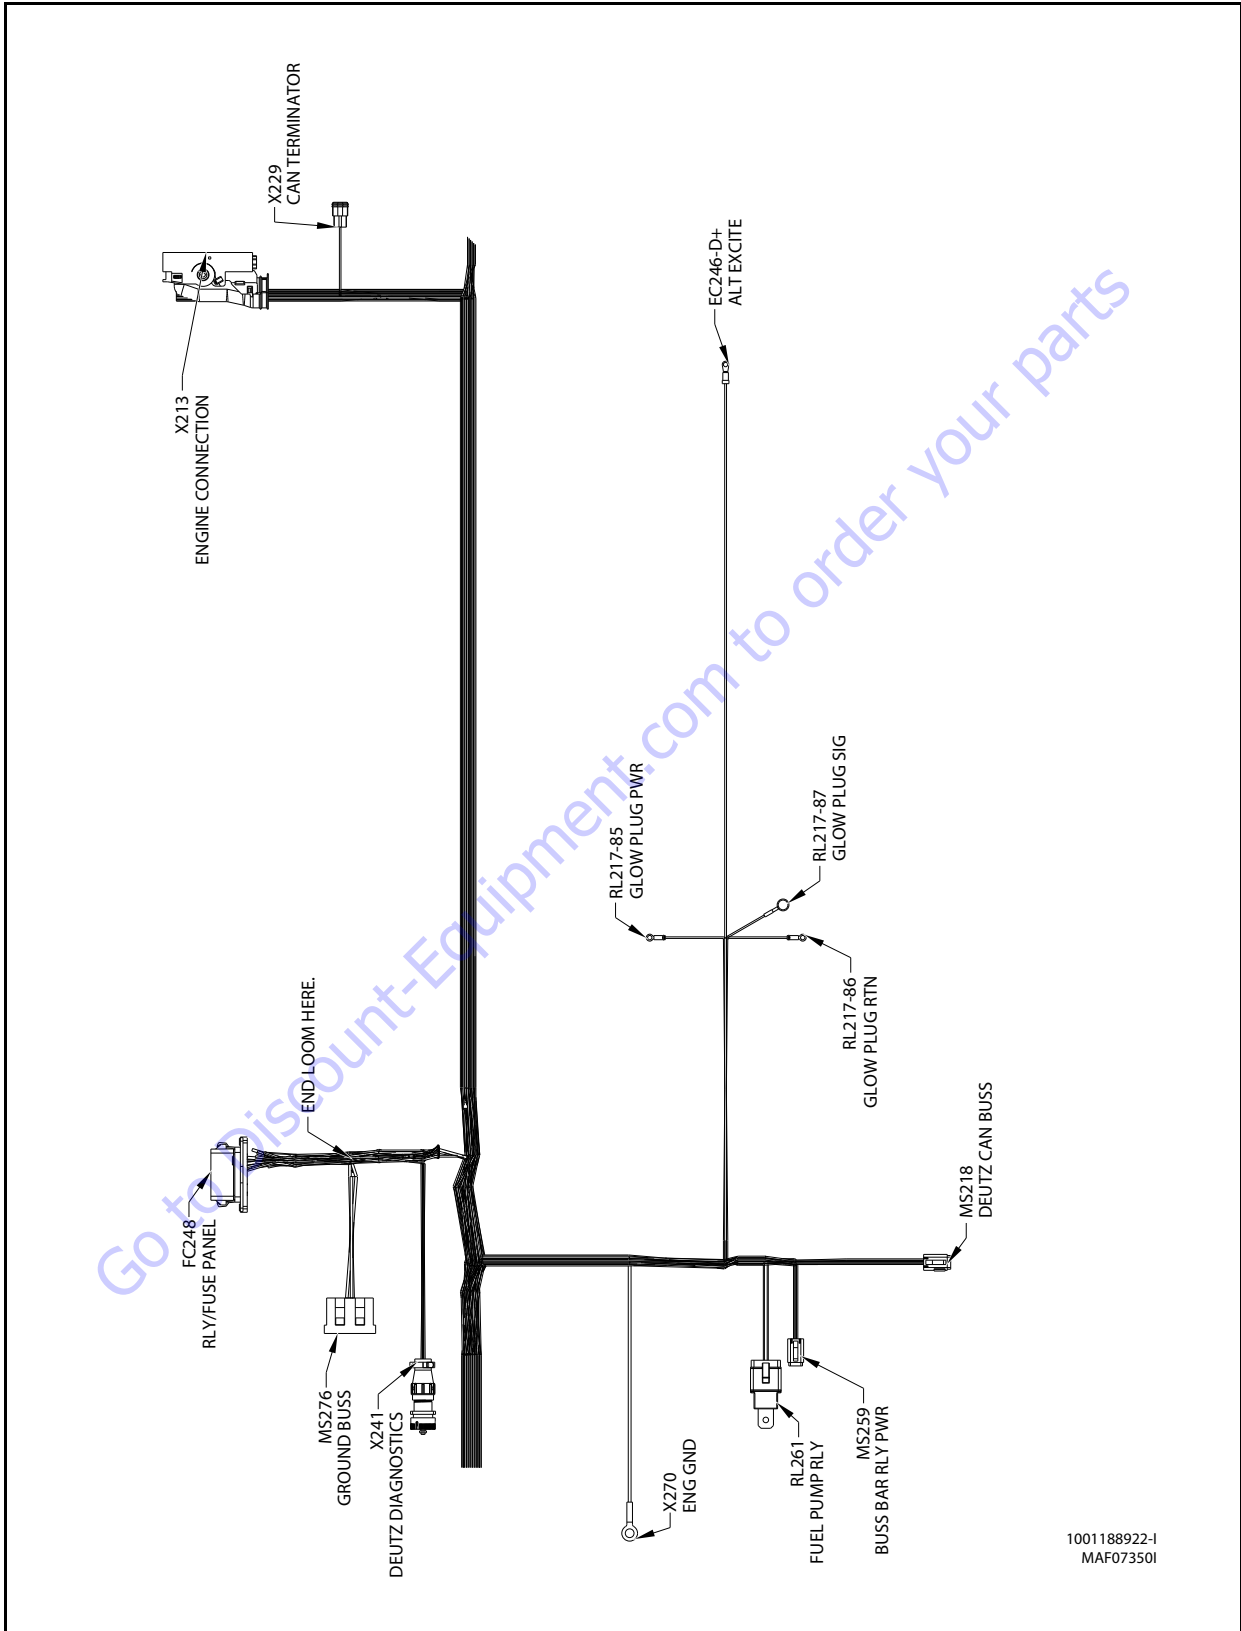 X229
CAN TERMINATOR
X213
ENGINE CONNECTION
EC246-D+
ALT EXCITE
RL217-85
GLOW PLUG PWR
RL217-87
GLOW PLUG SIG
RL217-86
GLOW PLUG RTN
END LOOM HERE.
FC248
RLY/FUSE PANEL
MS276
GROUND BUSS
X241
DEUTZ DIAGNOSTICS
MS218
DEUTZ CAN BUSS
X270
ENG GND
RL261
FUEL PUMP RLY
MS259
BUSS BAR RLY PWR
1001188922-I
MAF07350I
Go to Discount-Equipment.com to order your parts